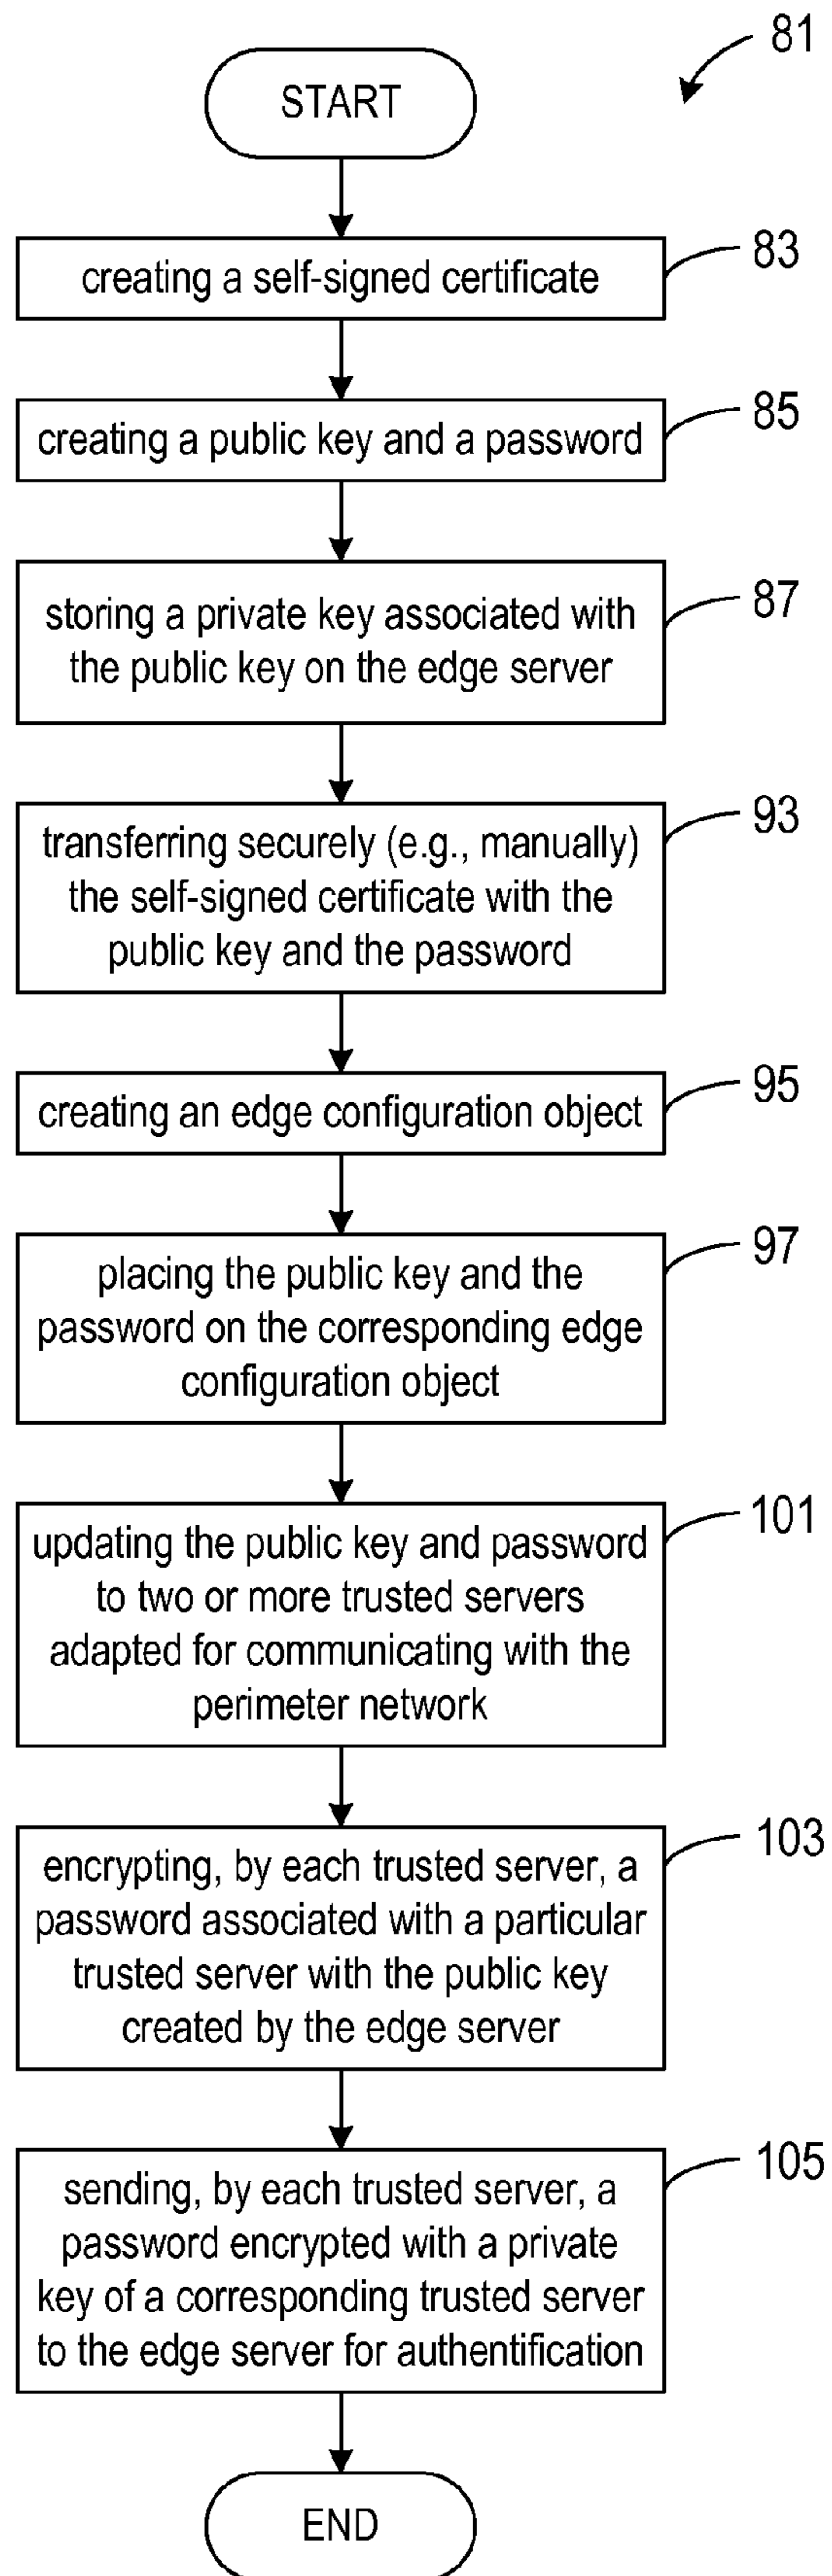 81
START
83
creating a self-signed certificate
85
creating a public key and a password
87
storing a private key associated with
the public key on the edge server
93
transferring securely (e.g., manually)
the self-signed certificate with the
public key and the password
95
creating an edge configuration object
97
placing the public key and the
password on the corresponding edge
configuration object
101
updating the public key and password
to two or more trusted servers
adapted for communicating with the
perimeter network
103
encrypting, by each trusted server, a
password associated with a particular
trusted server with the public key
created by the edge server
105
sending, by each trusted server, a
password encrypted with a private
key of a corresponding trusted server
to the edge server for authentification
END